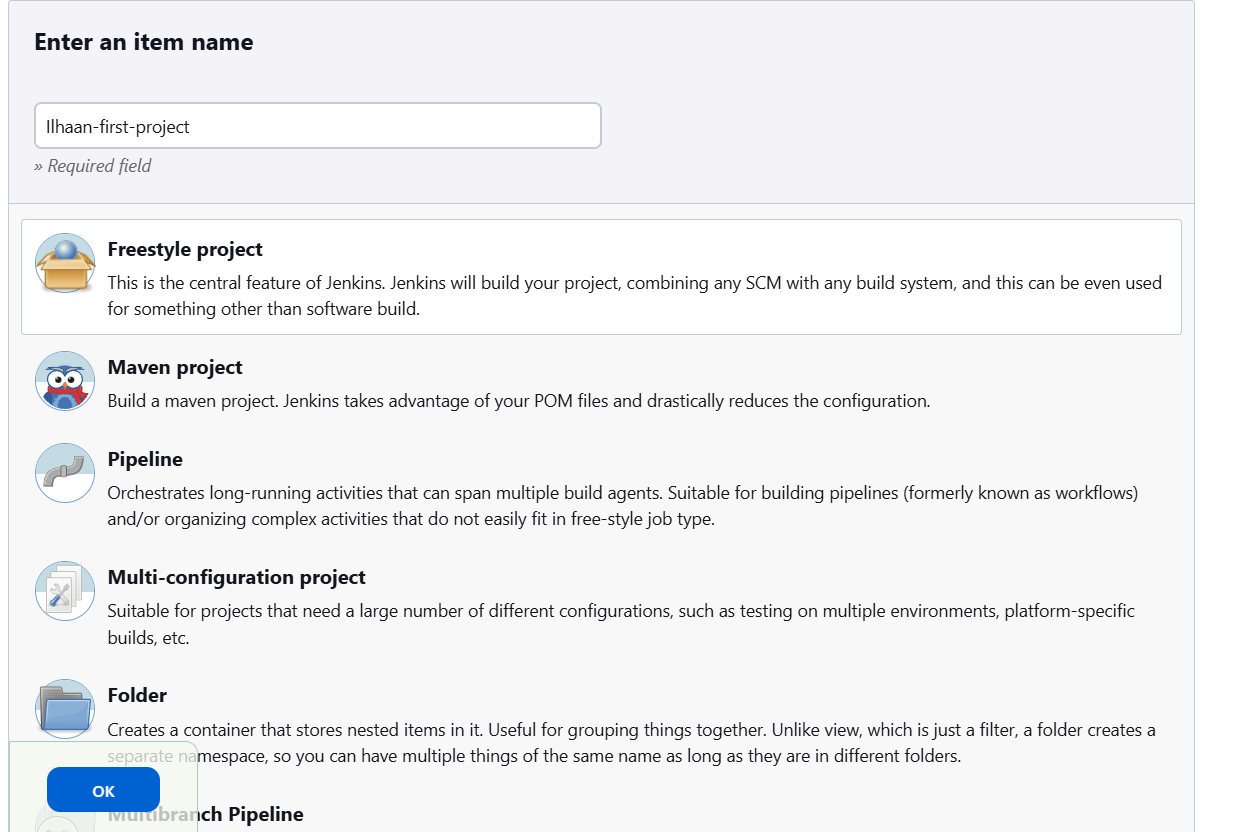 Enter an item name
Ilhaan-first-project
» Required field
Freestyle project
This is the central feature of Jenkins. Jenkins will build your project, combining any SCM with any build system, and this can be even used
for something other than software build.
Maven project
Build a maven project. Jenkins takes advantage of your POM files and drastically reduces the configuration.
Pipeline
Orchestrates long-running activities that can span multiple build agents. Suitable for building pipelines (formerly known as workflows)
and/or organizing complex activities that do not easily fit in free-style job type.
Multi-configuration project
Suitable for projects that need a large number of different configurations, such as testing on multiple environments, platform-specific
builds, etc.
Folder
Creates a container that stores nested items in it. Useful for grouping things together. Unlike view, which is just a filter, a folder creates a
separate namespace, so you can have multiple things of the same name as long as they are in different folders.
OK
Multibranch Pipeline